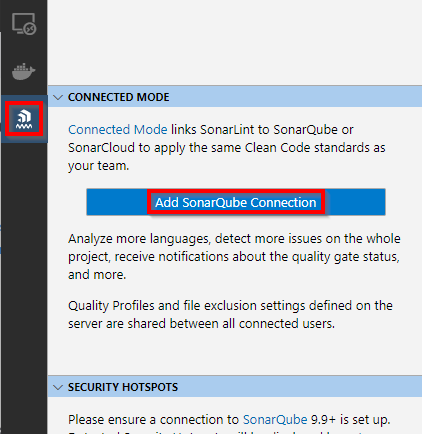 CONNECTED MODE
Connected Mode links SonarLint to SonarQube or
SonarCloud to apply the same Clean Code standards as
your team.
Add SonarQube Connection
Analyze more languages, detect more issues on the whole
project, receive notifications about the quality gate status,
and more.
Quality Profiles and file exclusion settings defined on the
server are shared between all connected users.
SECURITY HOTSPOTS
Please ensure a connection to SonarQube 9.9+ is set up.